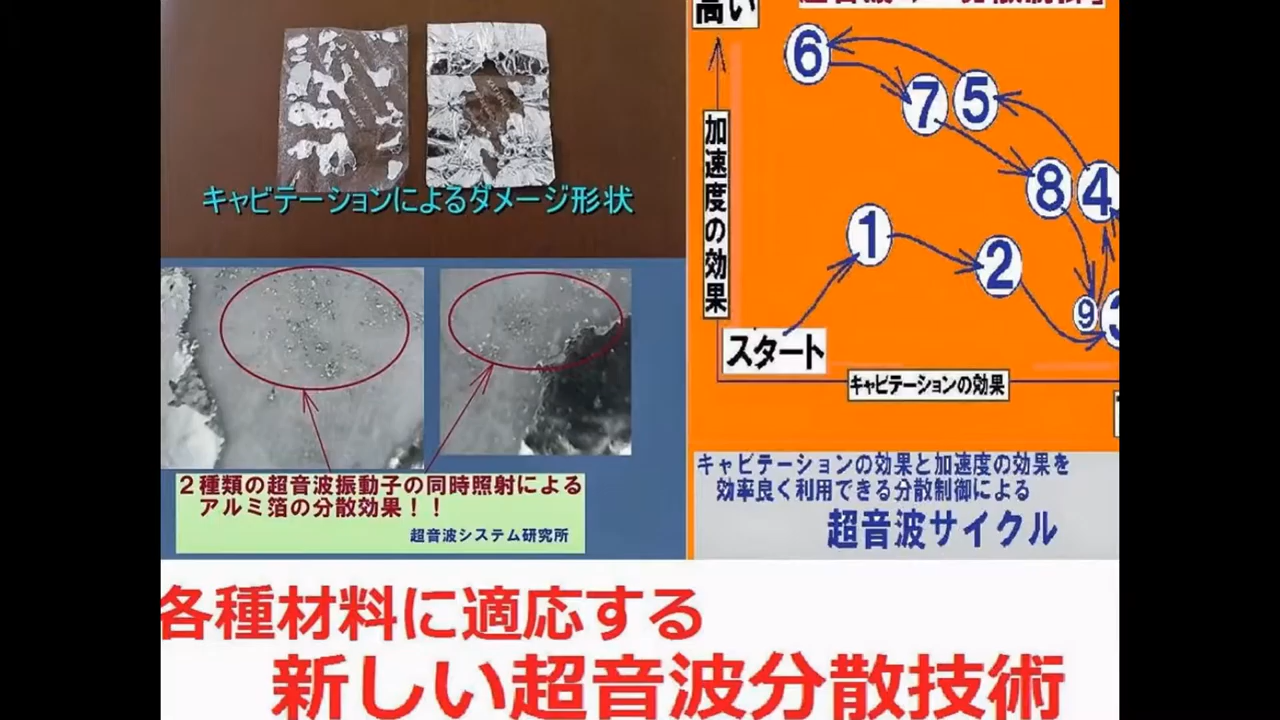 キャビテーションによるダメージ形状
2種類の超音波振動子の同時照射による
アルミ箔の分散効果！！
超音波システム研究所
高い
加速度の効果
6
7
5
8
4
1
2
9
3
スタート
キャビテーションの効果
キャビテーションの効果と加速度の効果を
効率良く利用できる分散制御による
超音波サイクル
各種材料に適応する
新しい超音波分散技術